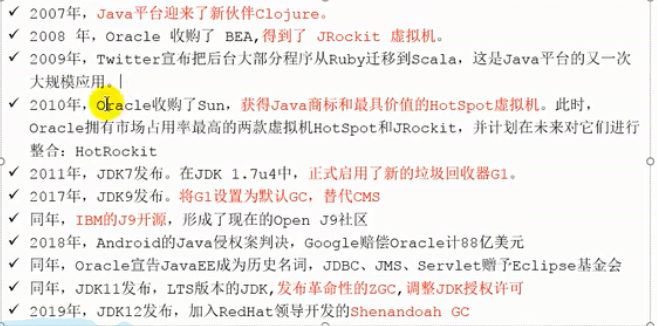 ✓ 2007年，Java平台迎来了新伙伴Clojure。
✓ 2008 年，Oracle 收购了 BEA,得到了 JRockit 虚拟机。
✓ 2009年，Twitter宣布把后台大部分程序从Ruby迁移到Scala，这是Java平台的又一次
大规模应用。
✓ 2010年，Oracle收购了Sun，获得Java商标和最具价值的HotSpot虚拟机。此时，
Oracle拥有市场占用率最高的两款虚拟机HotSpot和JRockit，并计划在未来对它们进行
整合：HotRockit
✓ 2011年，JDK7发布。在JDK 1.7u4中，正式启用了新的垃圾回收器G1。
✓ 2017年，JDK9发布。将G1设置为默认GC，替代CMS
✓ 同年，IBM的J9开源，形成了现在的Open J9社区
✓ 2018年，Android的Java侵权案判决，Google赔偿Oracle计88亿美元
✓ 同年，Oracle宣告JavaEE成为历史名词，JDBC、JMS、Servlet赠予Eclipse基金会
✓ 同年，JDK11发布，LTS版本的JDK,发布革命性的ZGC,调整JDK授权许可
✓ 2019年，JDK12发布，加入RedHat领导开发的Shenandoah GC